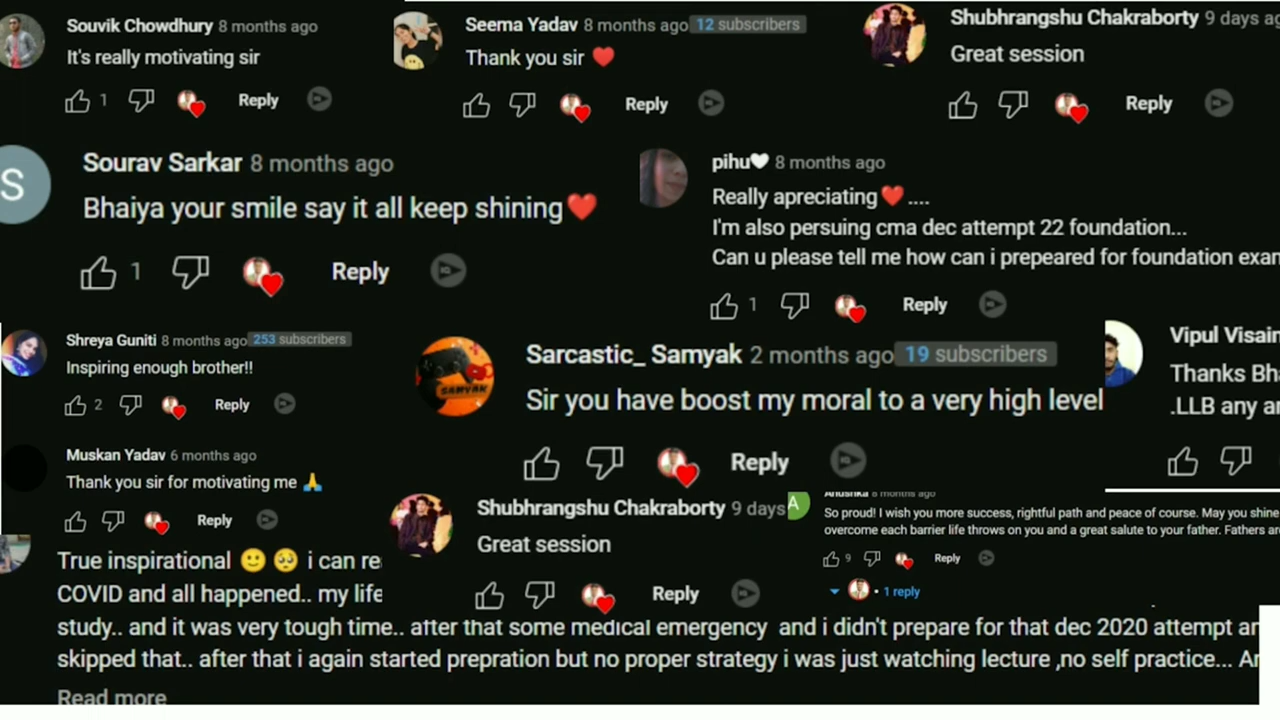 Souvik Chowdhury 8 months ago
It's really motivating sir
1 Reply
Seema Yadav 8 months ago 12 subscribers
Thank you sir ❤️
Reply
Shubhrangshu Chakraborty 9 days
Great session
Reply
S
Sourav Sarkar 8 months ago
Bhaiya your smile say it all keep shining❤️
1 Reply
pihu🤍 8 months ago
Really apreciating❤️ ....
I'm also persuing cma dec attempt 22 foundation...
Can u please tell me how can i prepeared for foundation
1 Reply
Shreya Guniti 8 months ago 253 subscribers
Inspiring enough brother!!
2 Reply
SAMYAK
Sarcastic_ Samyak 2 months ago 19 subscribers
Sir you have boost my moral to a very high level
Reply
Vipul
Thanks
.LLB any
Muskan Yadav 6 months ago
Thank you sir for motivating me 🙏
Reply
Shubhrangshu Chakraborty 9 days
Great session
Reply
A
Anushka 8 months ago
So proud! I wish you more success, rightful path and peace of course. May you shine
overcome each barrier life throws on you and a great salute to your father. Fathers
9 Reply
1 reply
True inspirational 🙂 🥺 i can
COVID and all happened.. my life
study.. and it was very tough time.. after that some medical emergency and i didn't prepare for that dec 2020 attempt
skipped that.. after that i again started prepration but no proper strategy i was just watching lecture ,no self practice...
Read more